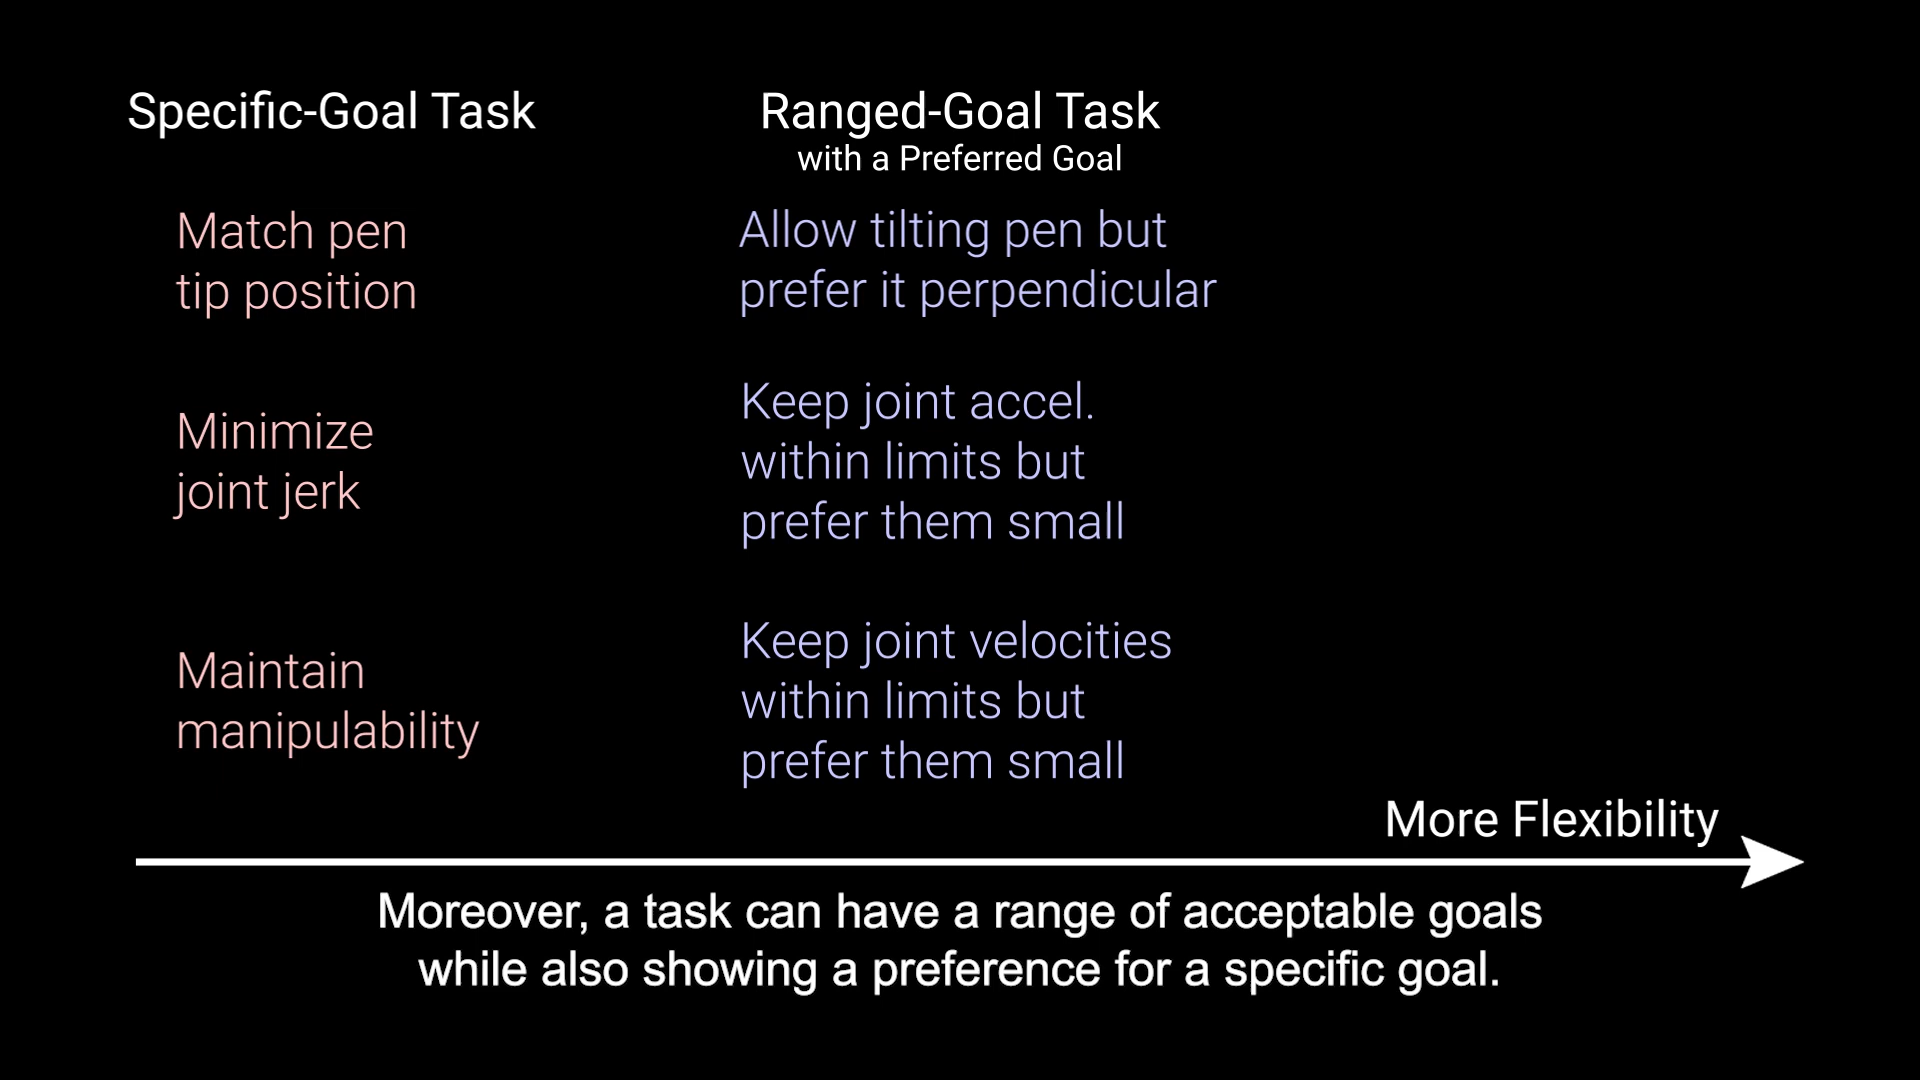 Specific-Goal Task
Match pen
tip position
Minimize
joint jerk
Maintain
manipulability
Ranged-Goal Task
with a Preferred Goal
Allow tilting pen but
prefer it perpendicular
Keep joint accel.
within limits but
prefer them small
Keep joint velocities
within limits but
prefer them small
More Flexibility
Moreover, a task can have a range of acceptable goals
while also showing a preference for a specific goal.